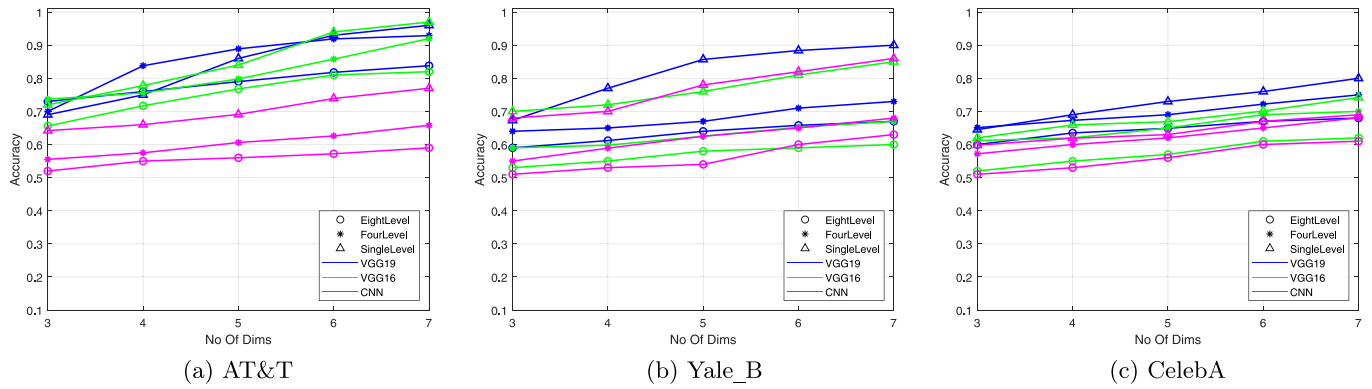 1
0.9
0.8
0.7
0.6
0.5
0.4
0.3
0.2
0.1
Accuracy
3 4 5 6 7
No Of Dims
EightLevel
FourLevel
SingleLevel
VGG19
VGG16
CNN
(a) AT&T
1
0.9
0.8
0.7
0.6
0.5
0.4
0.3
0.2
0.1
Accuracy
3 4 5 6 7
No Of Dims
EightLevel
FourLevel
SingleLevel
VGG19
VGG16
CNN
(b) Yale_B
1
0.9
0.8
0.7
0.6
0.5
0.4
0.3
0.2
0.1
Accuracy
3 4 5 6 7
No Of Dims
EightLevel
FourLevel
SingleLevel
VGG19
VGG16
CNN
(c) CelebA